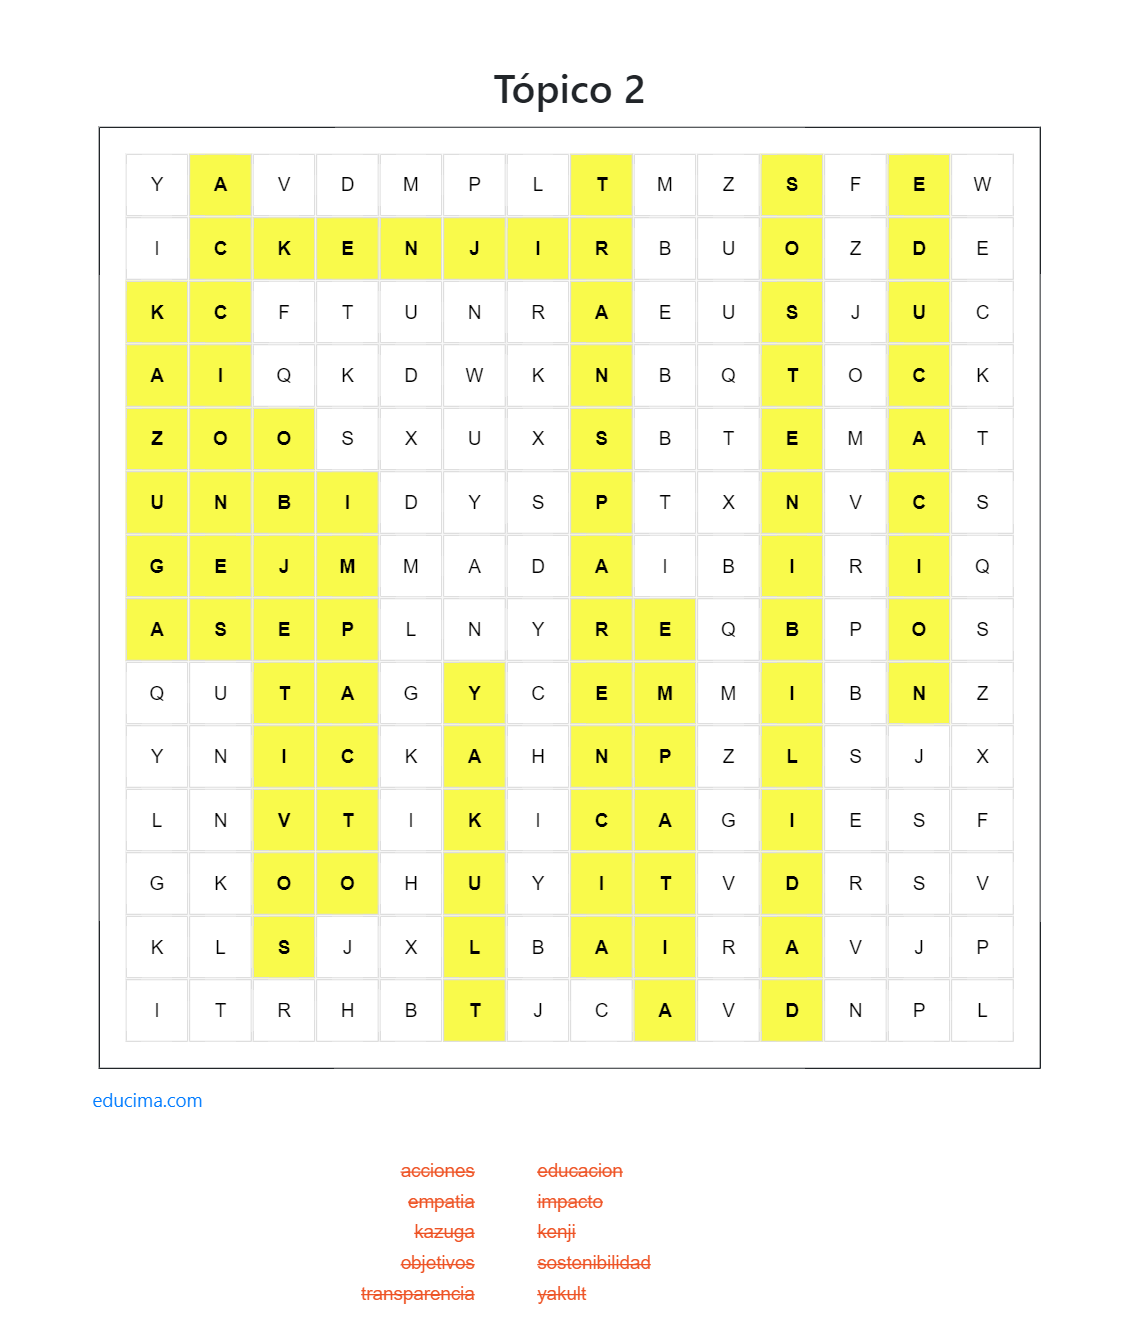 Tópico 2
Y A V D M P L T M Z S F E W
I C K E N J I R B U O Z D E
K C F T U N R A E U S J U C
A I Q K D W K N B Q T O C K
Z O O S X U X S B T E M A T
U N B I D Y S P T X N V C S
G E J M M A D A I B I R I Q
A S E P L N Y R E Q B P O S
Q U T A G Y C E M M I B N Z
Y N I C K A H N P Z L S J X
L N V T I K I C A G I E S F
G K O O H U Y I T V D R S V
K L S J X L B A I R A V J P
I T R H B T J C A V D N P L
educima.com
acciones educacion
empatia impacto
kazuga kenji
objetivos sostenibilidad
transparencia yakult